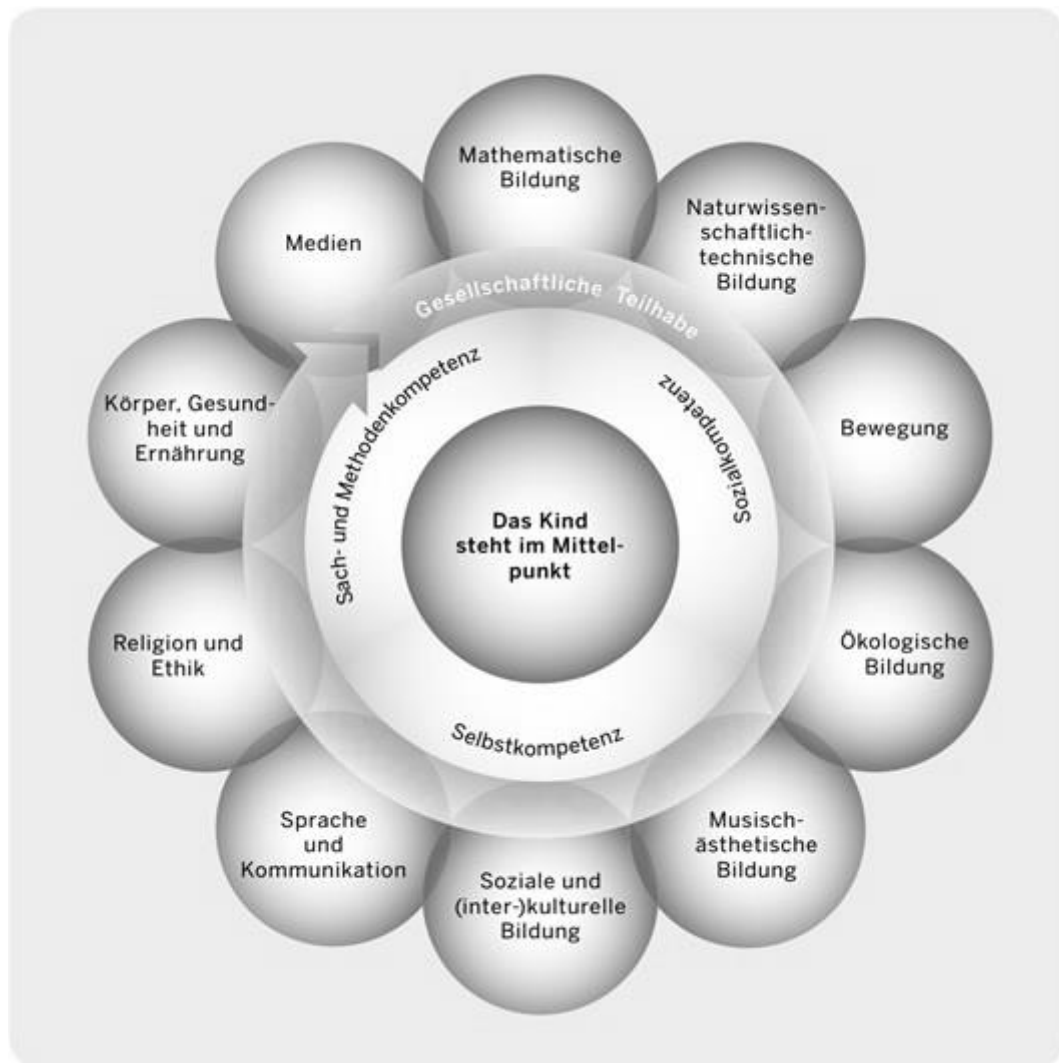 Mathematische
Bildung
Naturwissen-
schaftlich-
technische
Bildung
Medien
Gesellschaftliche Teilhabe
Sach- und Methodenkompetenz
Sozialkompetenz
Körper, Gesund-
heit und
Ernährung
Bewegung
Das Kind
steht im Mittel-
punkt
Religion und
Ethik
Ökologische
Bildung
Selbstkompetenz
Sprache
und
Kommunikation
Musisch-
ästhetische
Bildung
Soziale und
(inter-)kulturelle
Bildung